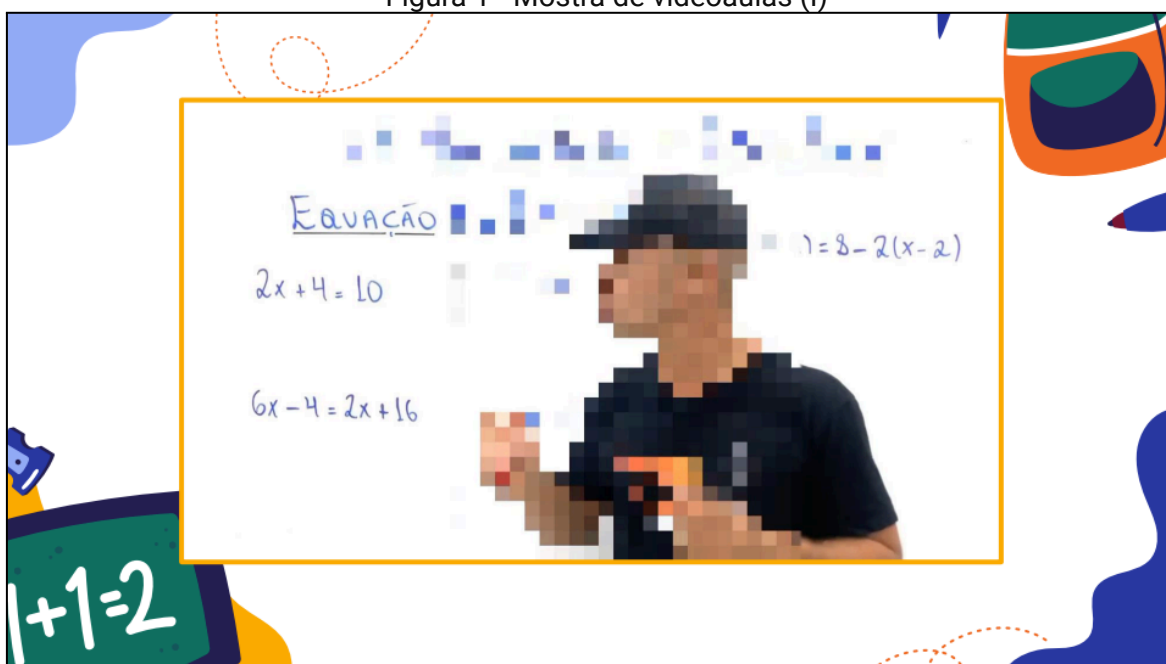 Figura 1 - Mostra de videoaulas (I)
EQUAÇÃO
) = 8 - 2(x - 2)
2x + 4 = 10
6x - 4 = 2x + 16
1+1=2